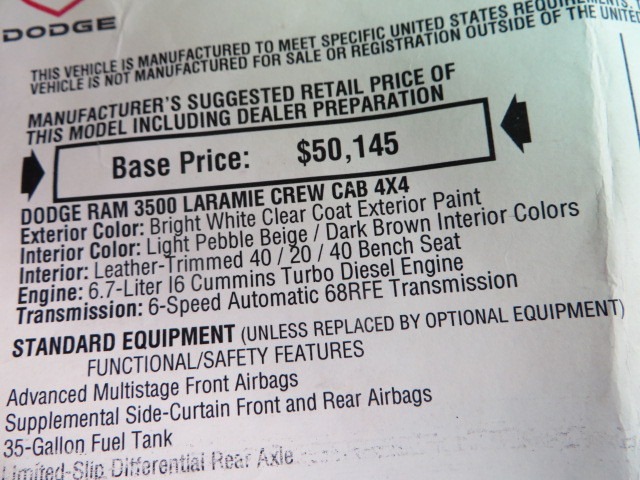 DODGE
THIS VEHICLE IS MANUFACTURED TO MEET SPECIFIC UNITED STATES REQUIREMENTS.
VEHICLE IS NOT MANUFACTURED FOR SALE OR REGISTRATION OUTSIDE OF THE UNITED
MANUFACTURER'S SUGGESTED RETAIL PRICE OF
THIS MODEL INCLUDING DEALER PREPARATION
Base Price: $50,145
DODGE RAM 3500 LARAMIE CREW CAB 4X4
Exterior Color: Bright White Clear Coat Exterior Paint
Interior Color: Light Pebble Beige / Dark Brown Interior Colors
Interior: Leather-Trimmed 40 / 20 / 40 Bench Seat
Engine: 6.7-Liter I6 Cummins Turbo Diesel Engine
Transmission: 6-Speed Automatic 68RFE Transmission
STANDARD EQUIPMENT (UNLESS REPLACED BY OPTIONAL EQUIPMENT)
FUNCTIONAL/SAFETY FEATURES
Advanced Multistage Front Airbags
Supplemental Side-Curtain Front and Rear Airbags
35-Gallon Fuel Tank
Limited-Slip Differential Rear Axle